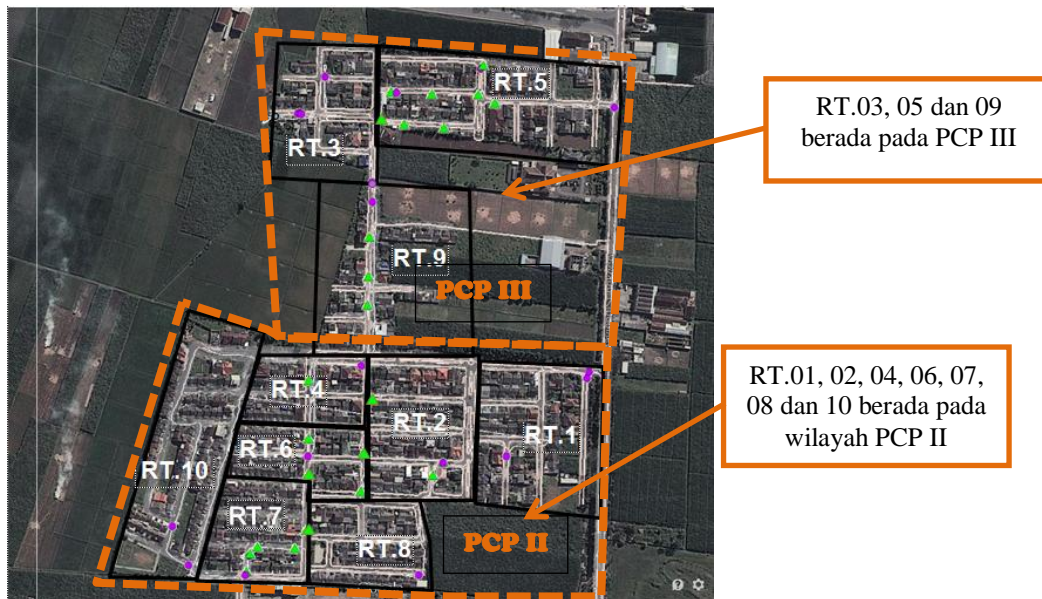 RT.5
RT.3
RT.9
PCP III
RT.4
RT.2
RT.1
RT.6
RT.10
RT.7
RT.8
PCP II
RT.03, 05 dan 09
berada pada PCP III
RT.01, 02, 04, 06, 07,
08 dan 10 berada pada
wilayah PCP II